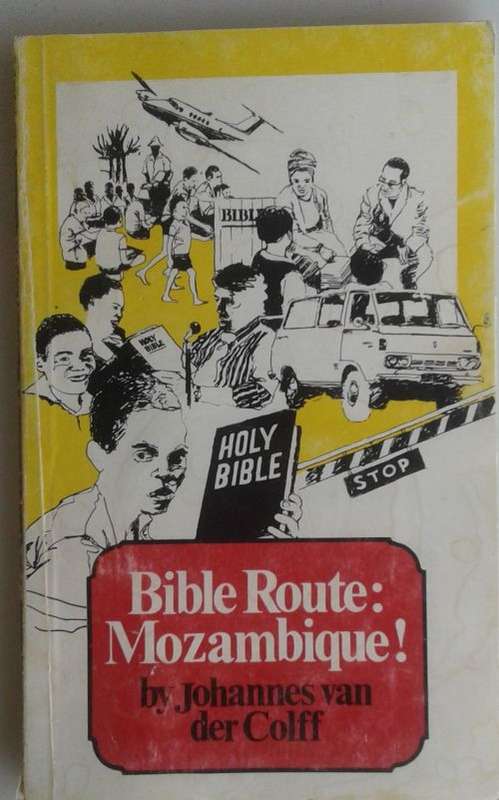 BIBLE
HOLY
BIBLE
HOLY
BIBLE
STOP
Bible Route:
Mozambique!
by Johannes van
der Colff